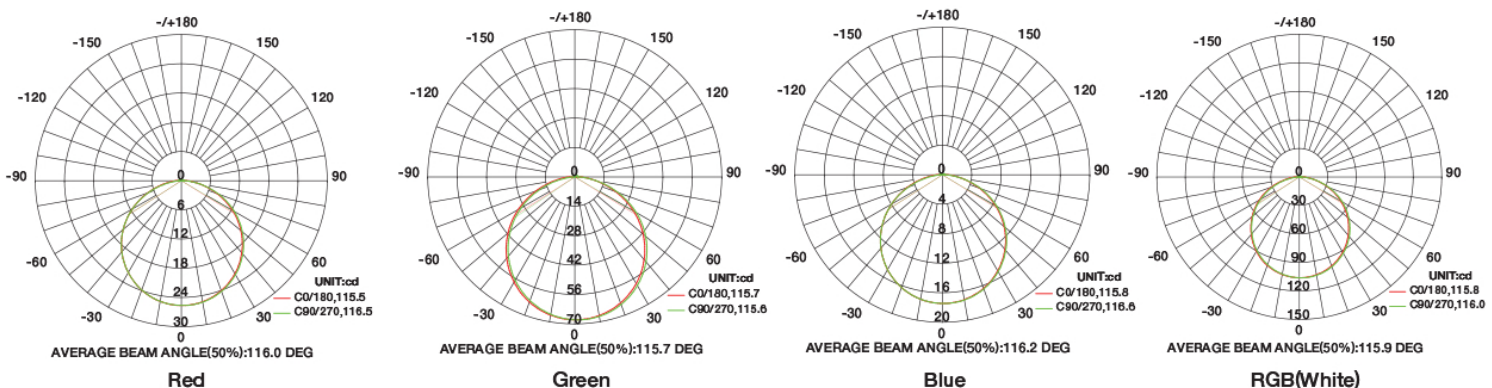 -/+180
-150 150
-120 120
-90 0 90
6
12
-60 60
18
24
UNIT:cd
C0/180,115.5
C90/270,116.5
-30 30 30
0
AVERAGE BEAM ANGLE(50%):116.0 DEG
Red
-/+180
-150 150
-120 120
-90 0 90
14
28
42
-60 60
56
UNIT:cd
C0/180,115.7
C90/270,115.6
-30 70 30
0
AVERAGE BEAM ANGLE(50%):115.7 DEG
Green
-/+180
-150 150
-120 120
-90 0 90
4
8
12
-60 60
16
UNIT:cd
C0/180,115.8
C90/270,116.6
-30 20 30
0
AVERAGE BEAM ANGLE(50%):116.2 DEG
Blue
-/+180
-150 150
-120 120
-90 0 90
30
60
90
-60 60
120
UNIT:cd
C0/180,115.8
C90/270,116.0
-30 150 30
0
AVERAGE BEAM ANGLE(50%):115.9 DEG
RGB(White)